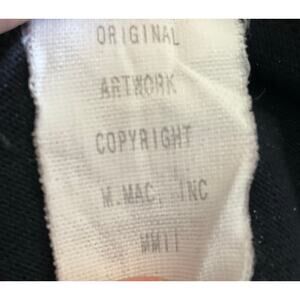 ORIGINAL
ARTWORK
COPYRIGHT
M.MAC, INC
MMII